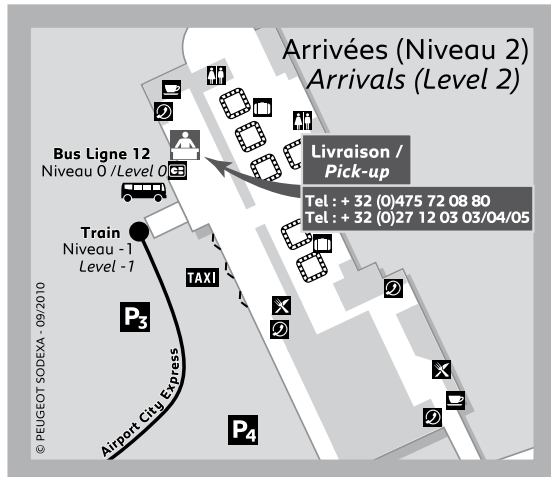 Arrivées (Niveau 2)
Arrivals (Level 2)
Bus Ligne 12
Niveau 0 /Level 0
Livraison /
Pick-up
Tel : + 32 (0)475 72 08 80
Tel : + 32 (0)27 12 03 03/04/05
Train
Niveau -1
Level -1
TAXI
P3
P4
Airport City Express
© PEUGEOT SODEXA - 09/2010